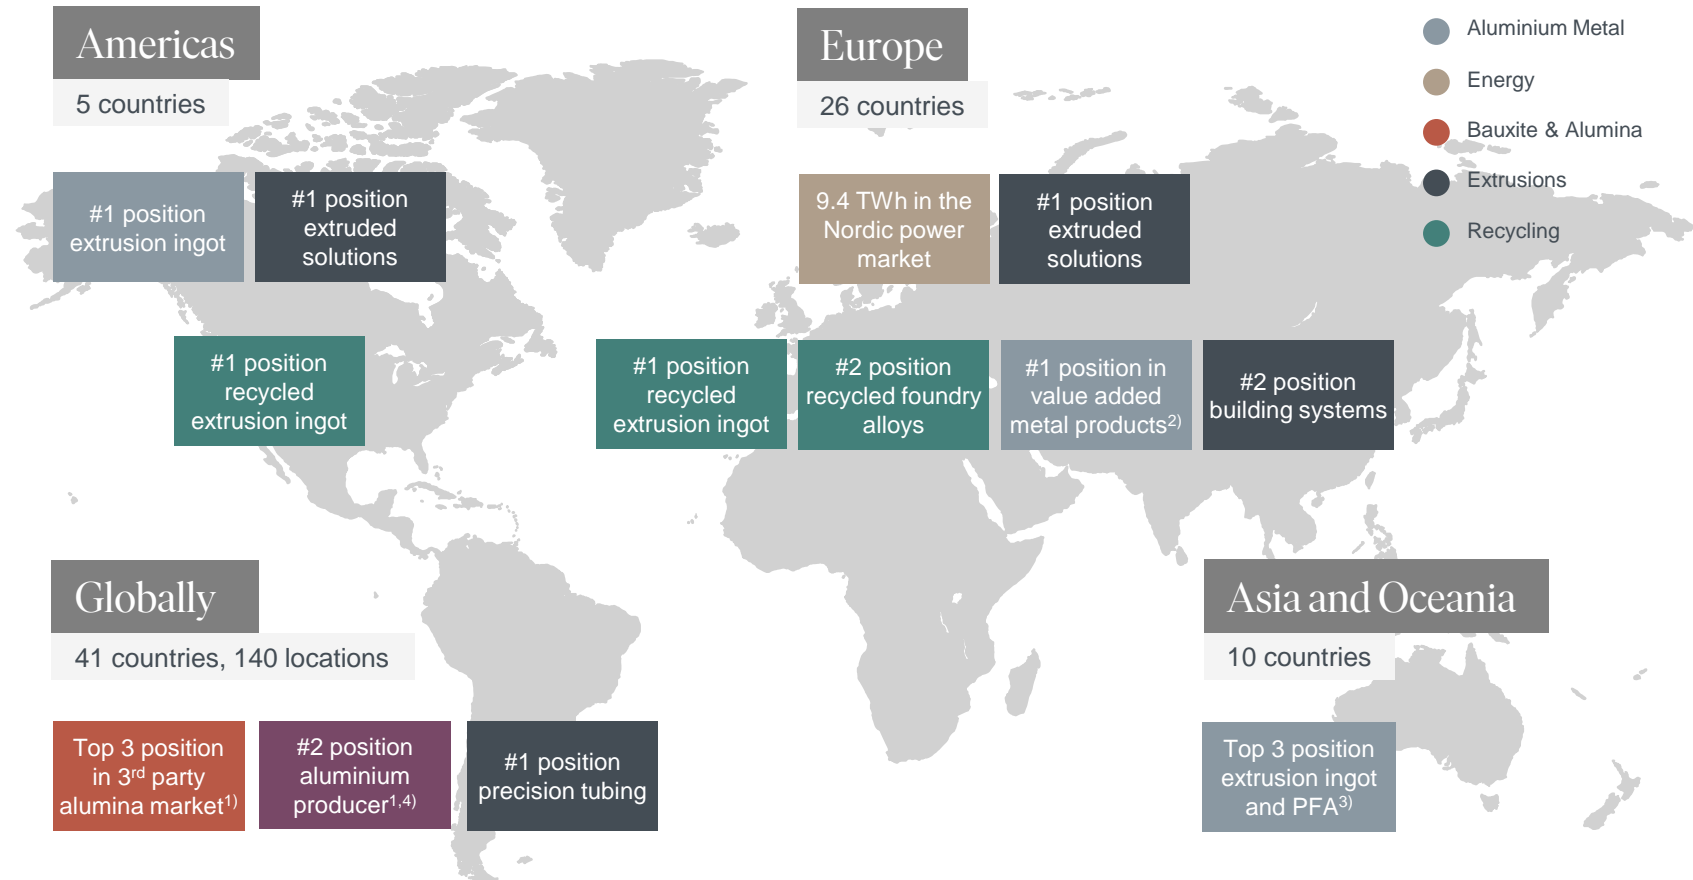 Americas
5 countries
#1 position
extrusion ingot
#1 position
extruded
solutions
#1 position
recycled
extrusion ingot
Europe
26 countries
9.4 TWh in the
Nordic power
market
#1 position
extruded
solutions
#1 position
recycled
extrusion ingot
#2 position
recycled foundry
alloys
#1 position in
value added
metal products2)
#2 position
building systems
Aluminium Metal
Energy
Bauxite & Alumina
Extrusions
Recycling
Globally
41 countries, 140 locations
Top 3 position
in 3rd party
alumina market1)
#2 position
aluminium
producer1,4)
#1 position
precision tubing
Asia and Oceania
10 countries
Top 3 position
extrusion ingot
and PFA3)